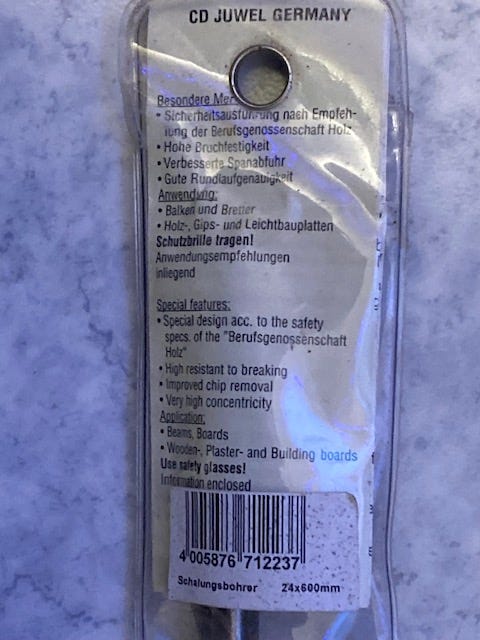 CD JUWEL GERMANY
Besondere
• Sicherheitsausführung nach Empfeh-
lung der Berufsgenossenschaft Holz
• Hohe Bruchfestigkeit
• Verbesserte Spanabfuhr
• Gute Rundlaufgenauigkeit
Anwendung:
• Balken und Bretter
• Holz-, Gips- und Leichtbauplatten
Schutzbrille tragen!
Anwendungsempfehlungen
inliegend
Special features:
• Special design acc. to the safety
specs. of the "Berufsgenossenschaft
Holz"
• High resistant to breaking
• Improved chip removal
• Very high concentricity
Application:
• Beams, Boards
• Wooden-, Plaster- and Building boards
Use safety glasses!
Information enclosed
4 005876 712237
Schalungsbohrer 24x600mm